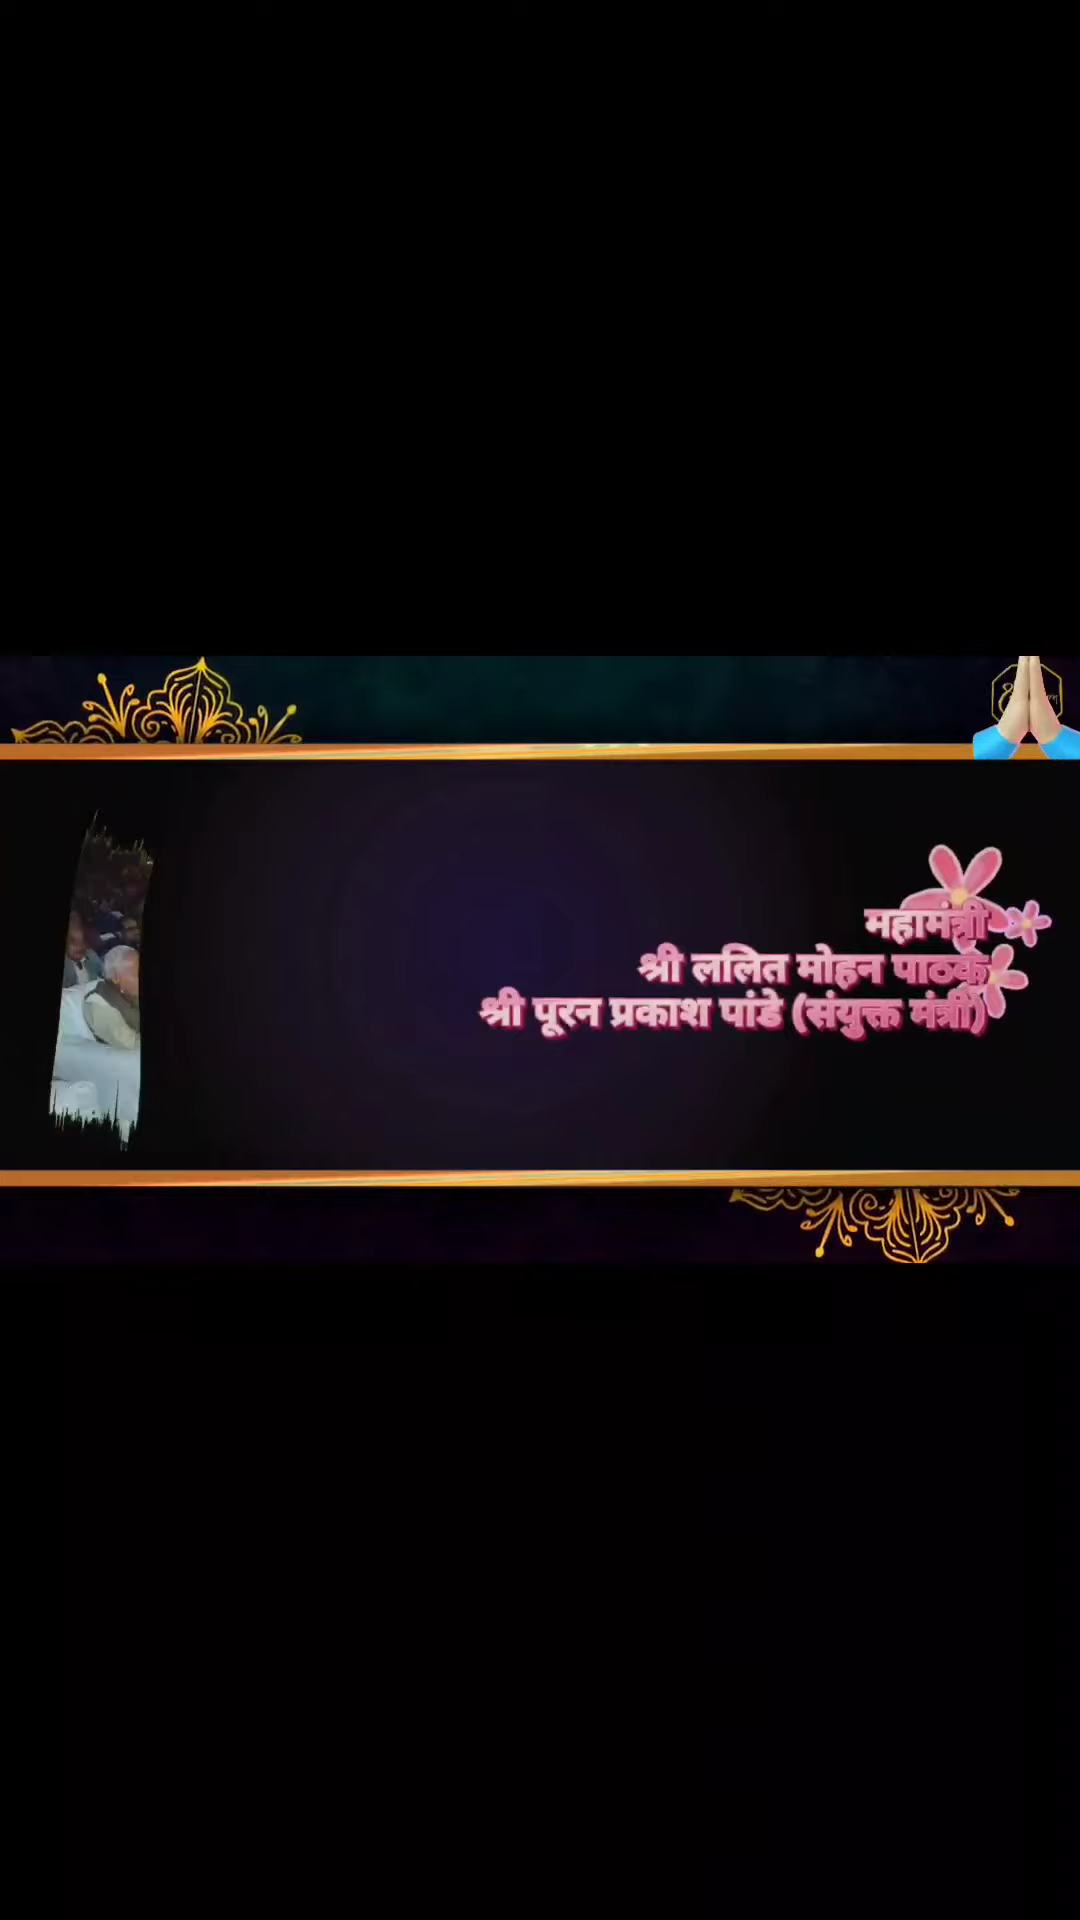 महामंत्री
श्री ललित मोहन पाठक
श्री पूरन प्रकाश पांडे (संयुक्त मंत्री)